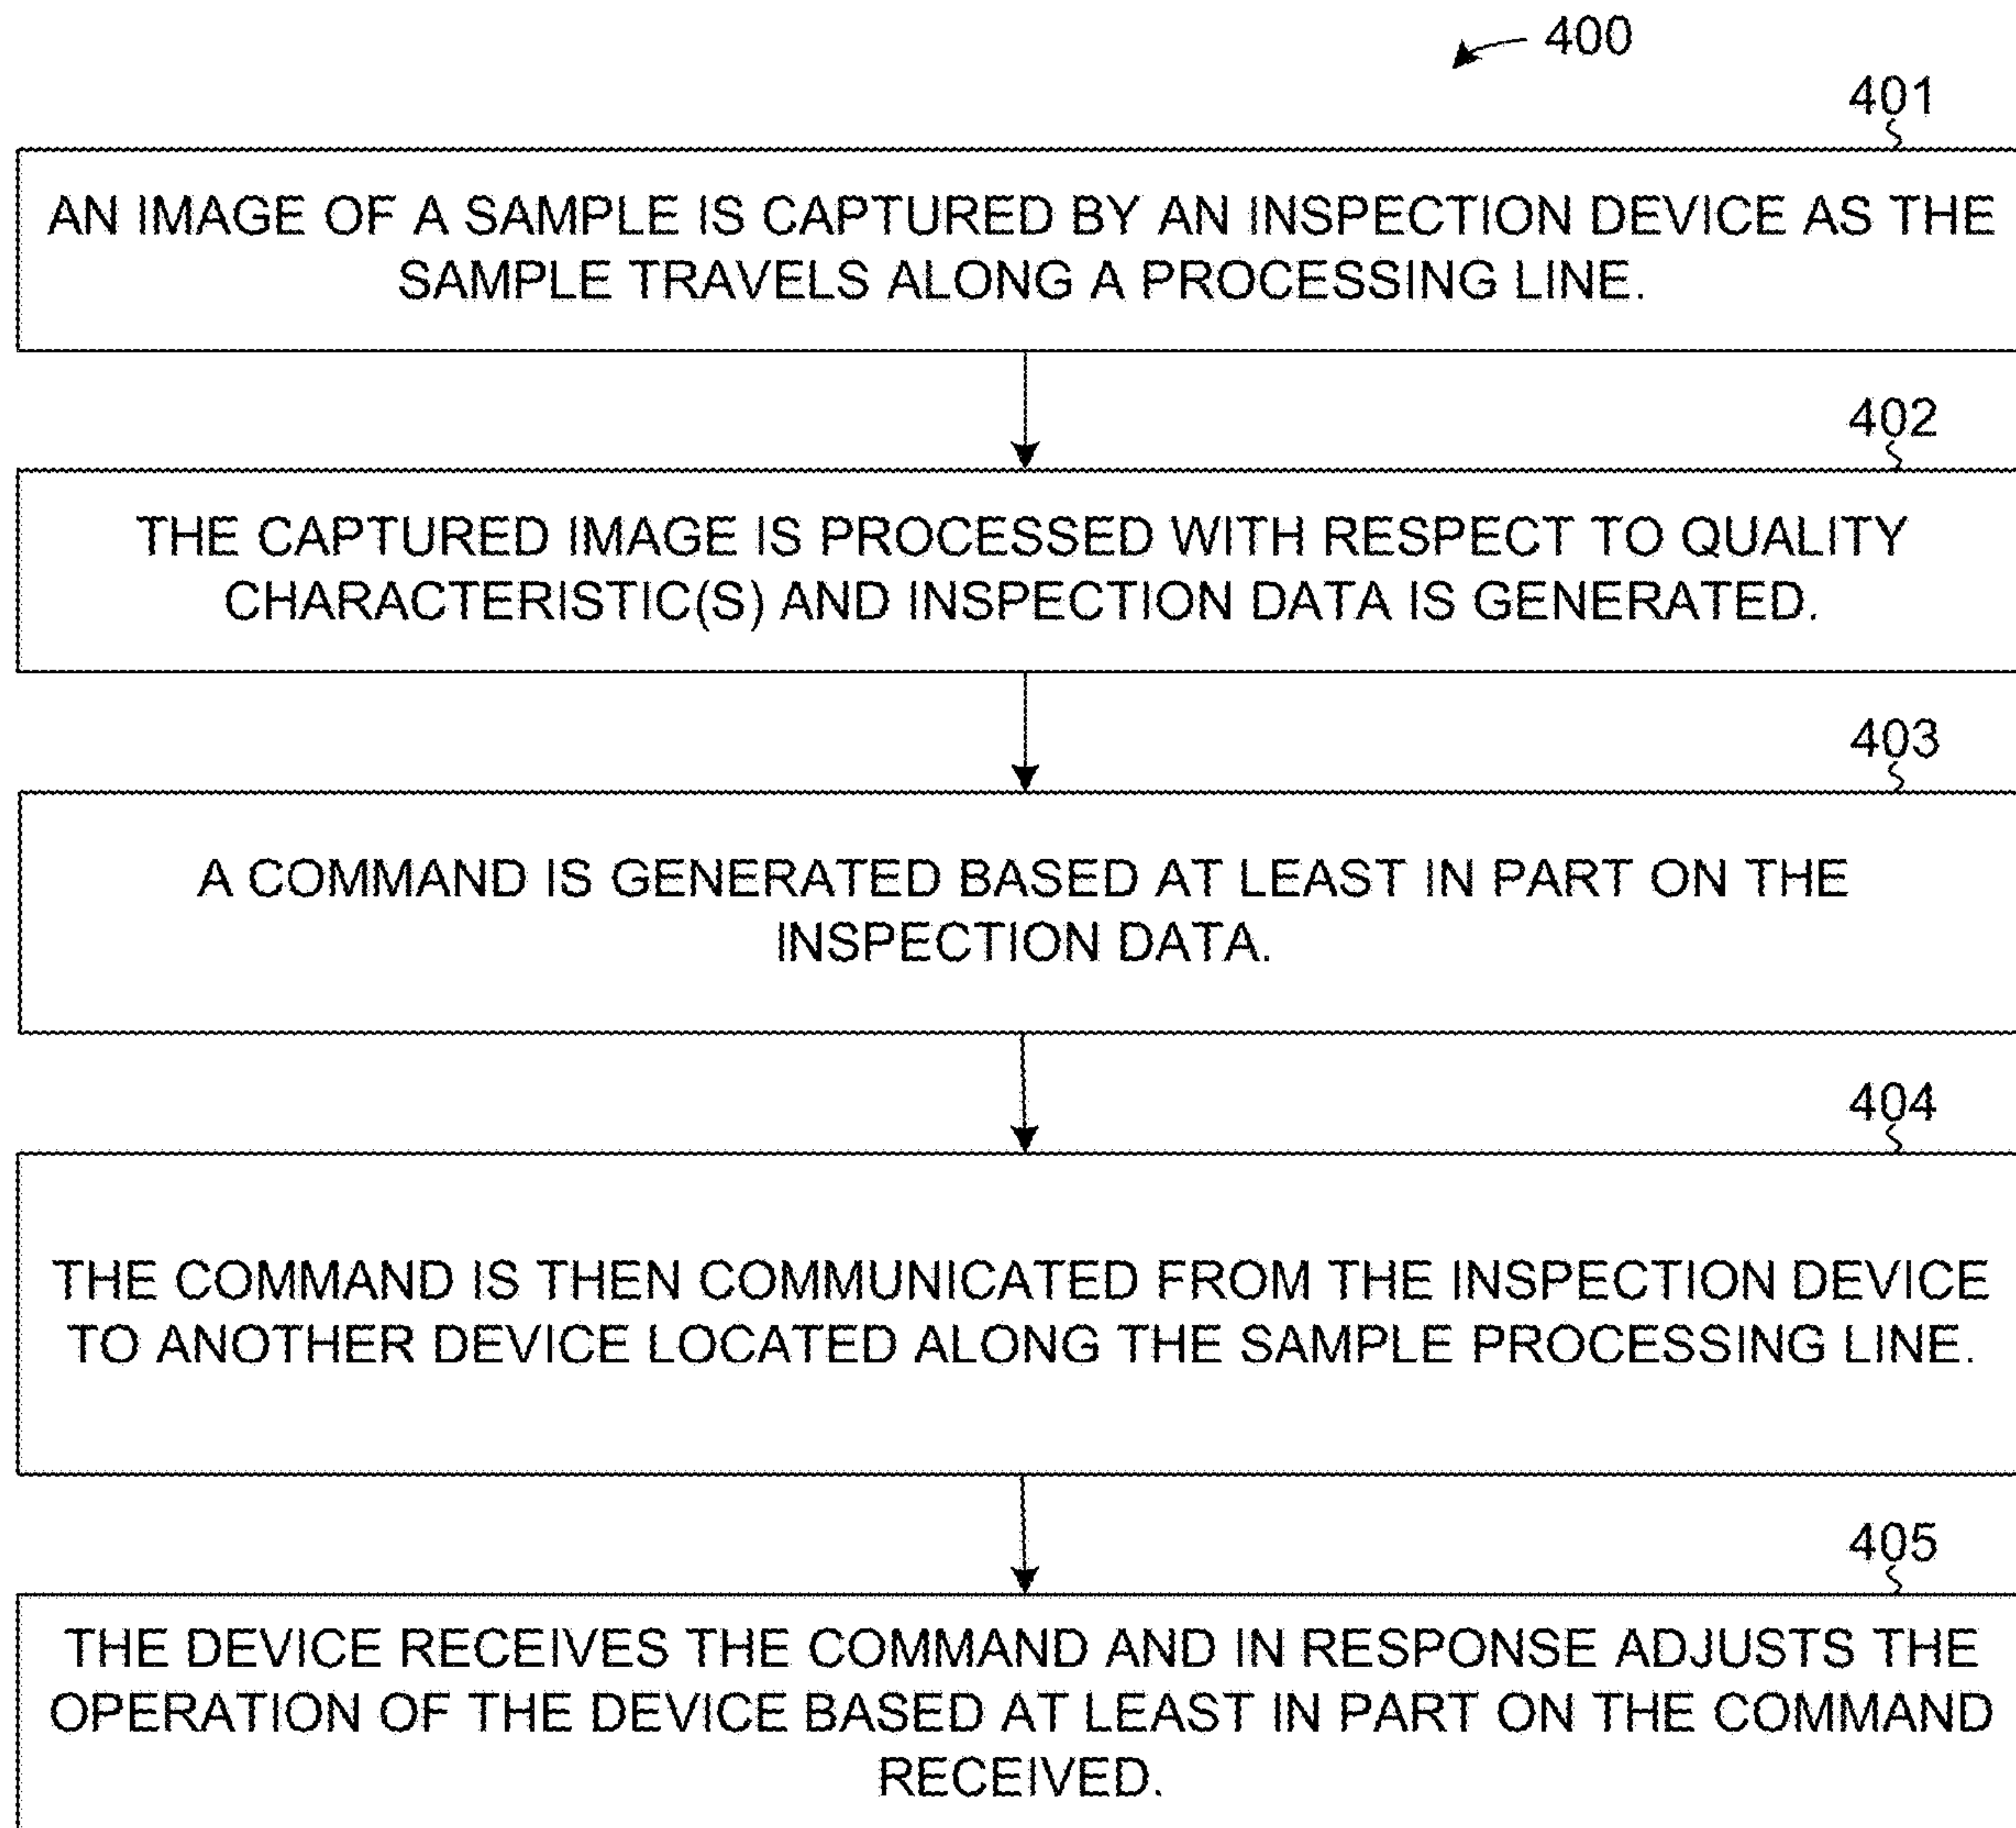 400
401
AN IMAGE OF A SAMPLE IS CAPTURED BY AN INSPECTION DEVICE AS THE
SAMPLE TRAVELS ALONG A PROCESSING LINE.
402
THE CAPTURED IMAGE IS PROCESSED WITH RESPECT TO QUALITY
CHARACTERISTIC(S) AND INSPECTION DATA IS GENERATED.
403
A COMMAND IS GENERATED BASED AT LEAST IN PART ON THE
INSPECTION DATA.
404
THE COMMAND IS THEN COMMUNICATED FROM THE INSPECTION DEVICE
TO ANOTHER DEVICE LOCATED ALONG THE SAMPLE PROCESSING LINE.
405
THE DEVICE RECEIVES THE COMMAND AND IN RESPONSE ADJUSTS THE
OPERATION OF THE DEVICE BASED AT LEAST IN PART ON THE COMMAND
RECEIVED.